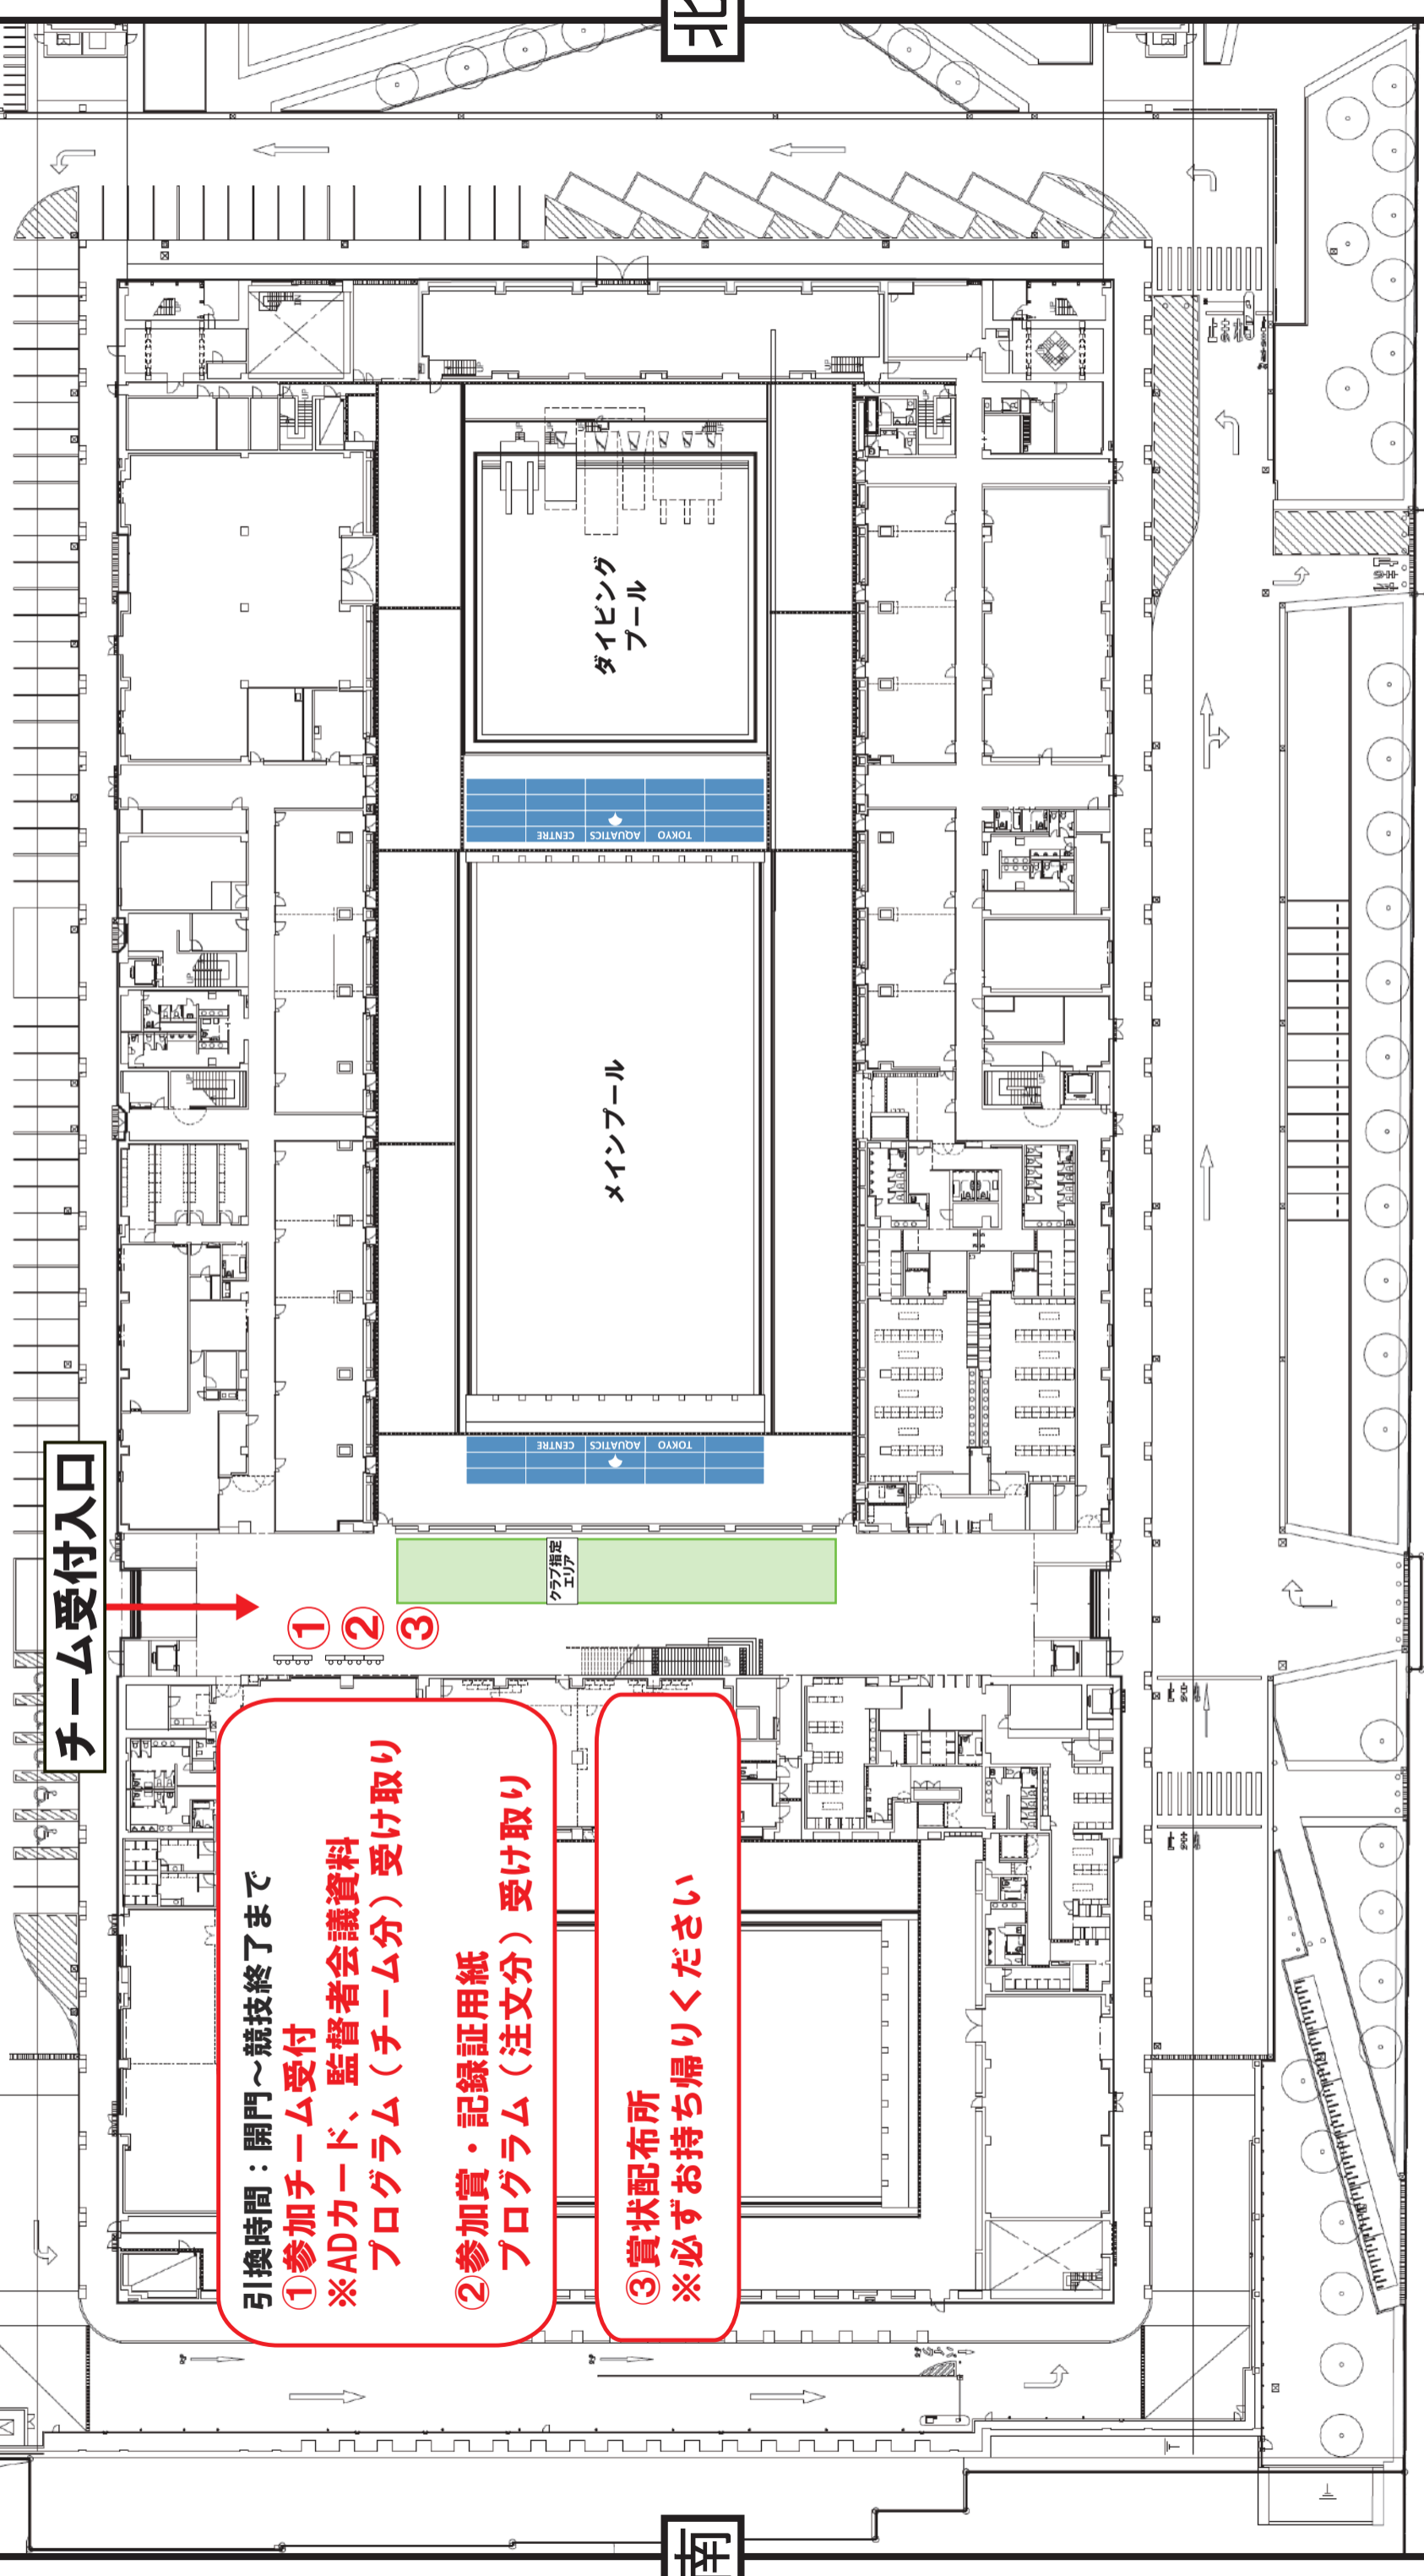 北
チーム受付入口
ダイビング
プール
TOKYO
AQUATICS
CENTRE
メインプール
TOKYO
AQUATICS
CENTRE
クラブ指定
エリア
①
②
③
引換時間：開門～競技終了まで
①参加チーム受付
※ADカード、監督者会議資料
プログラム（チーム分）受け取り
②参加賞・記録証用紙
プログラム（注文分）受け取り
③賞状配布所
※必ずお持ち帰りください
南